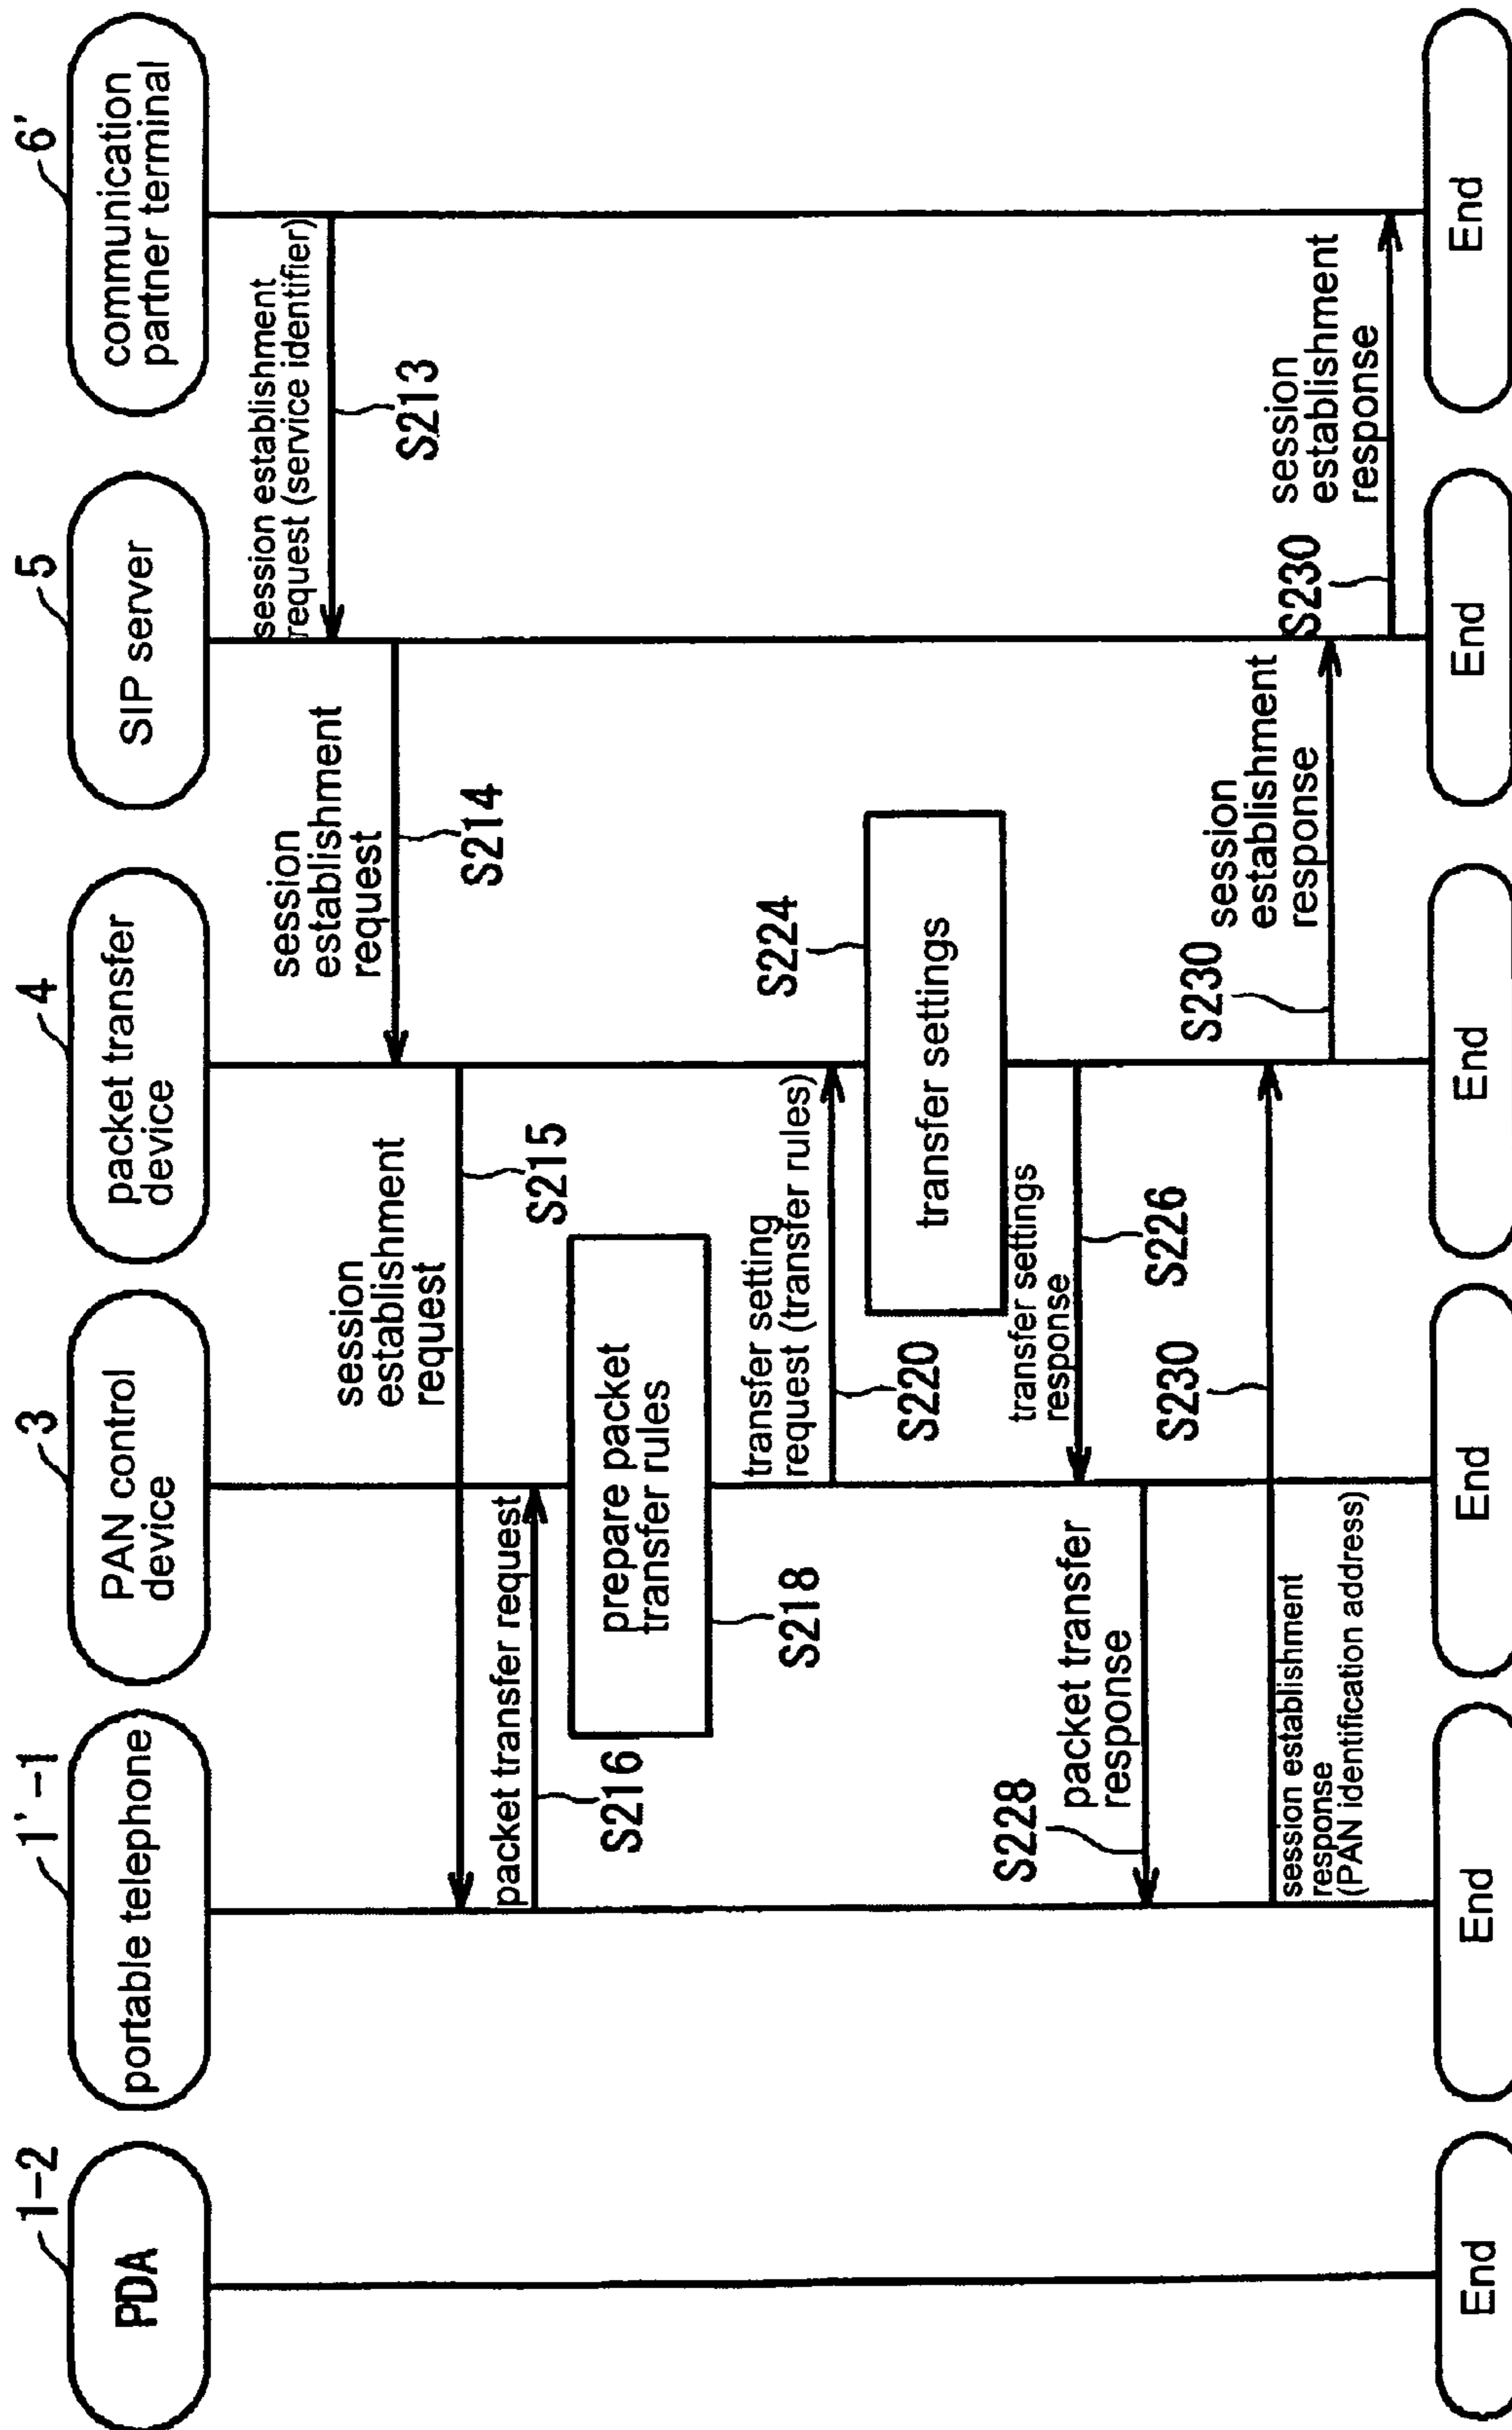 1-2
PDA
1'-1
portable telephone
3
PAN control
device
4
packet transfer
device
5
SIP server
6'
communication
partner terminal
session establishment
request (service identifier)
S213
session
establishment
request
S214
session
establishment
request
S215
packet transfer request
S216
prepare packet
transfer rules
S218
transfer setting
request (transfer rules)
S220
S224
transfer settings
transfer settings
response
S226
packet transfer
response
S228
session establishment
response
(PAN identification address)
S230
S230
session
establishment
response
S230
session
establishment
response
End
End
End
End
End
End